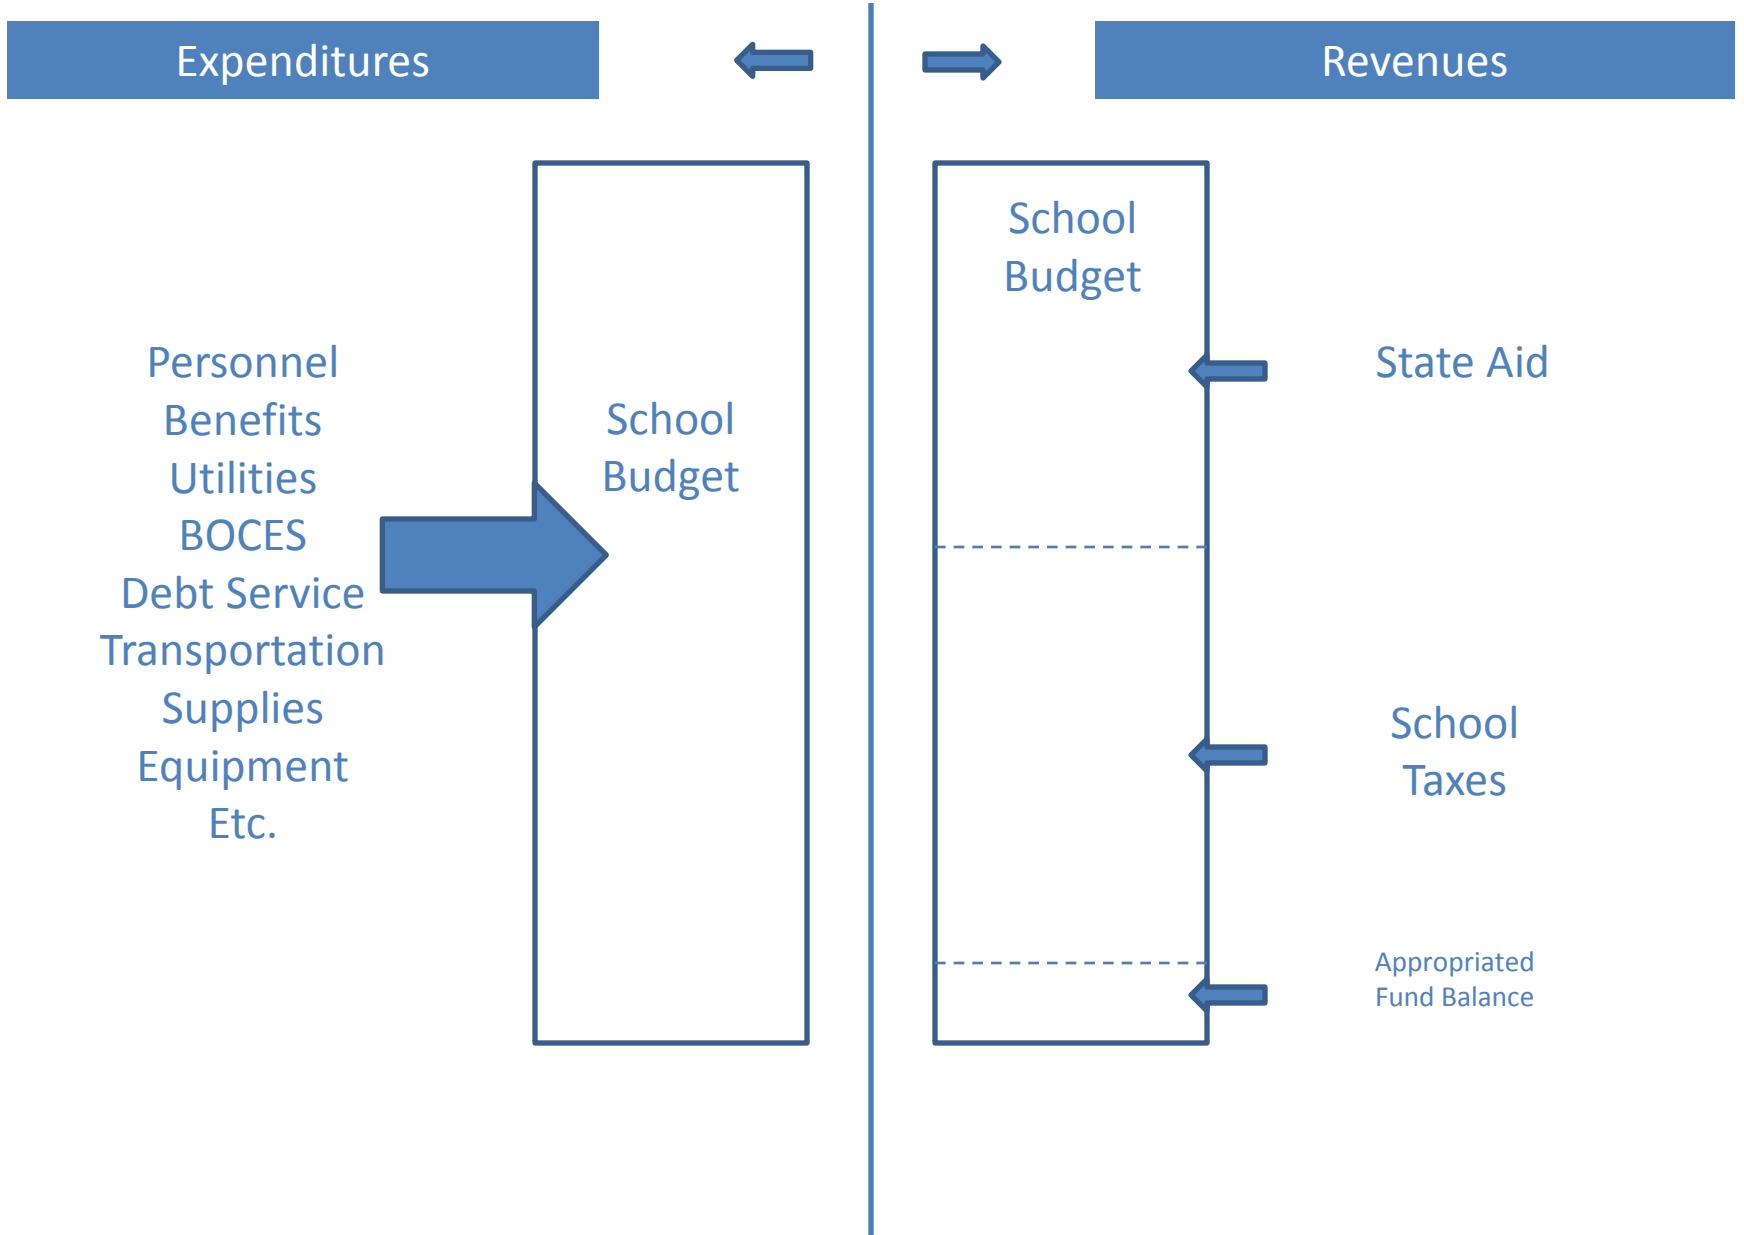 Expenditures
Revenues
Personnel
Benefits
Utilities
BOCES
Debt Service
Transportation
Supplies
Equipment
Etc.
School
Budget
School
Budget
State Aid
School
Taxes
Appropriated
Fund Balance